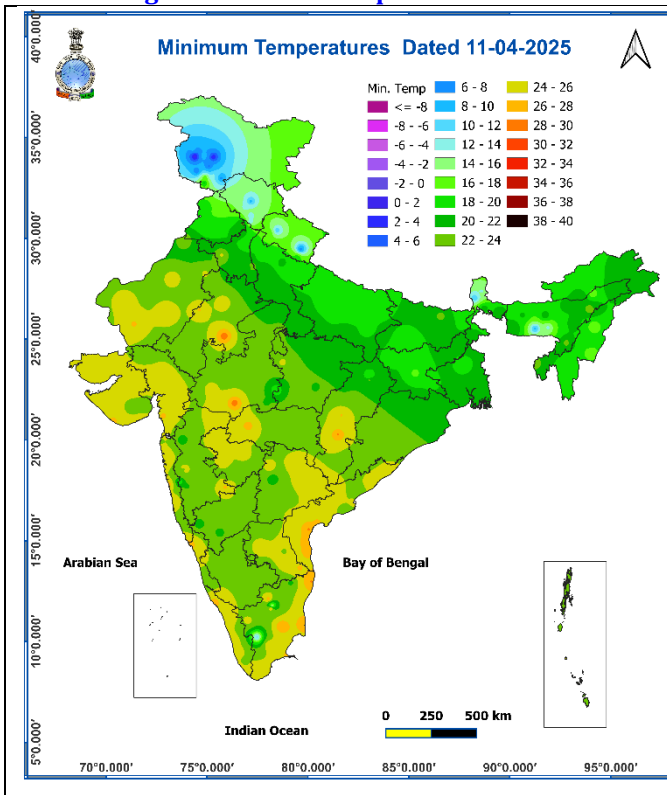 Minimum Temperatures Dated 11-04-2025
Min. Temp
<= -8
-8 - -6
-6 - -4
-4 - -2
-2 - 0
0 - 2
2 - 4
4 - 6
6 - 8
8 - 10
10 - 12
12 - 14
14 - 16
16 - 18
18 - 20
20 - 22
22 - 24
24 - 26
26 - 28
28 - 30
30 - 32
32 - 34
34 - 36
36 - 38
38 - 40
40°0.000'
35°0.000'
30°0.000'
25°0.000'
20°0.000'
15°0.000'
10°0.000'
5°0.000'
Arabian Sea
Bay of Bengal
Indian Ocean
0 250 500 km
70°0.000' 75°0.000' 80°0.000' 85°0.000' 90°0.000' 95°0.000'